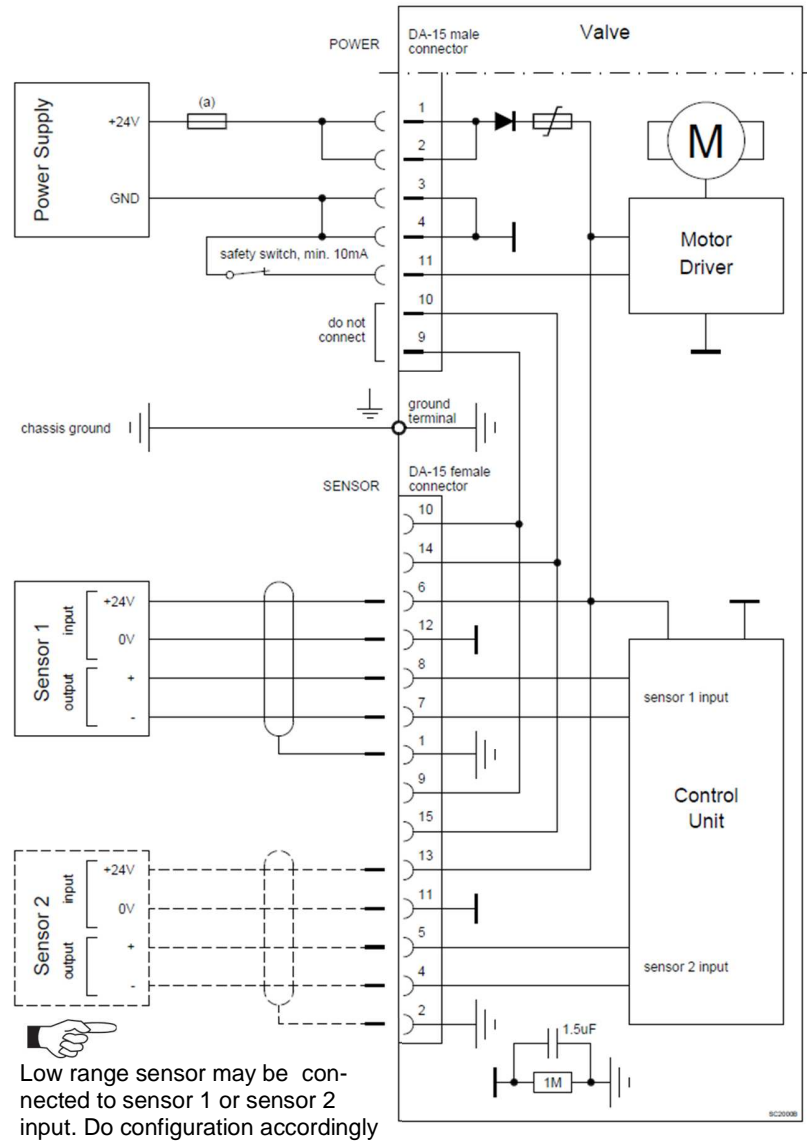 POWER
DA-15 male
connector
Valve
Power Supply
+24V
(a)
GND
1
2
3
4
safety switch, min. 10mA
11
10
do not
connect
9
M
Motor
Driver
chassis ground
ground
terminal
SENSOR
DA-15 female
connector
10
14
6
12
8
7
1
9
15
13
11
5
4
2
Sensor 1
input
+24V
0V
output
+
-
Sensor 2
input
+24V
0V
output
+
-
sensor 1 input
Control
Unit
sensor 2 input
1.5uF
1M
SC2000B
Low range sensor may be con-
nected to sensor 1 or sensor 2
input. Do configuration accordingly